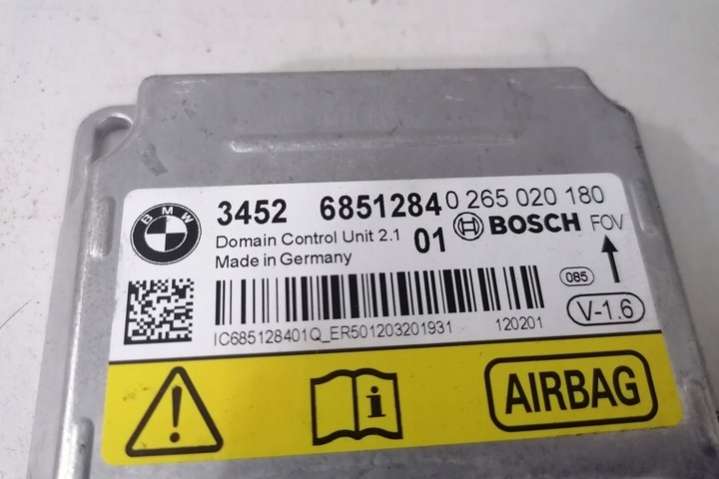 BMW
3452 6851284 0 265 020 180
Domain Control Unit 2.1 01 BOSCH FOV
Made in Germany
085
V-1.6
IC685128401Q_ER501203201931 120201
i AIRBAG